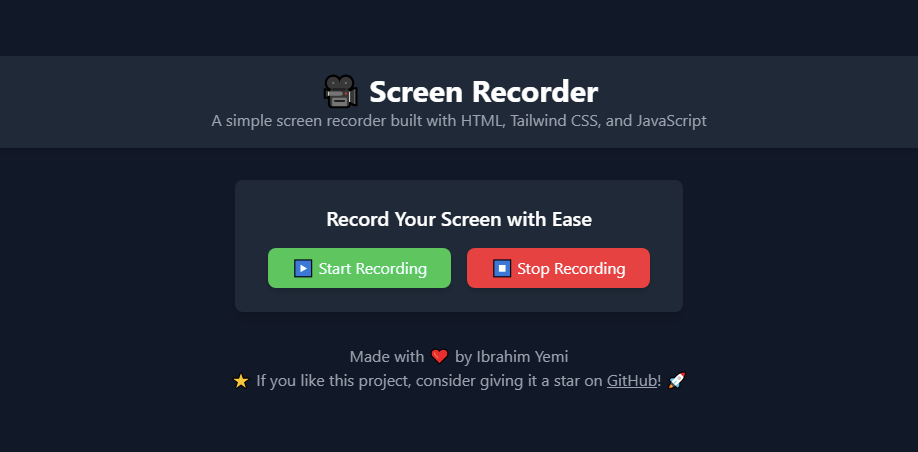 🎥 Screen Recorder
A simple screen recorder built with HTML, Tailwind CSS, and JavaScript
Record Your Screen with Ease
▶️ Start Recording
⏹️ Stop Recording
Made with ❤️ by Ibrahim Yemi
⭐ If you like this project, consider giving it a star on GitHub! 🚀